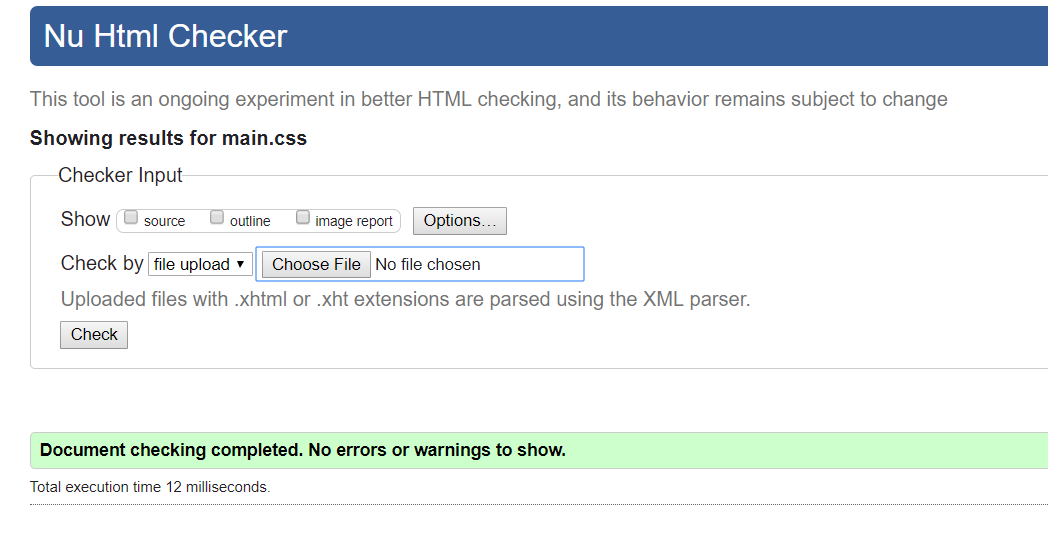 Nu Html Checker
This tool is an ongoing experiment in better HTML checking, and its behavior remains subject to change
Showing results for main.css
Checker Input
Show source outline image report Options...
Check by file upload Choose File No file chosen
Uploaded files with .xhtml or .xht extensions are parsed using the XML parser.
Check
Document checking completed. No errors or warnings to show.
Total execution time 12 milliseconds.